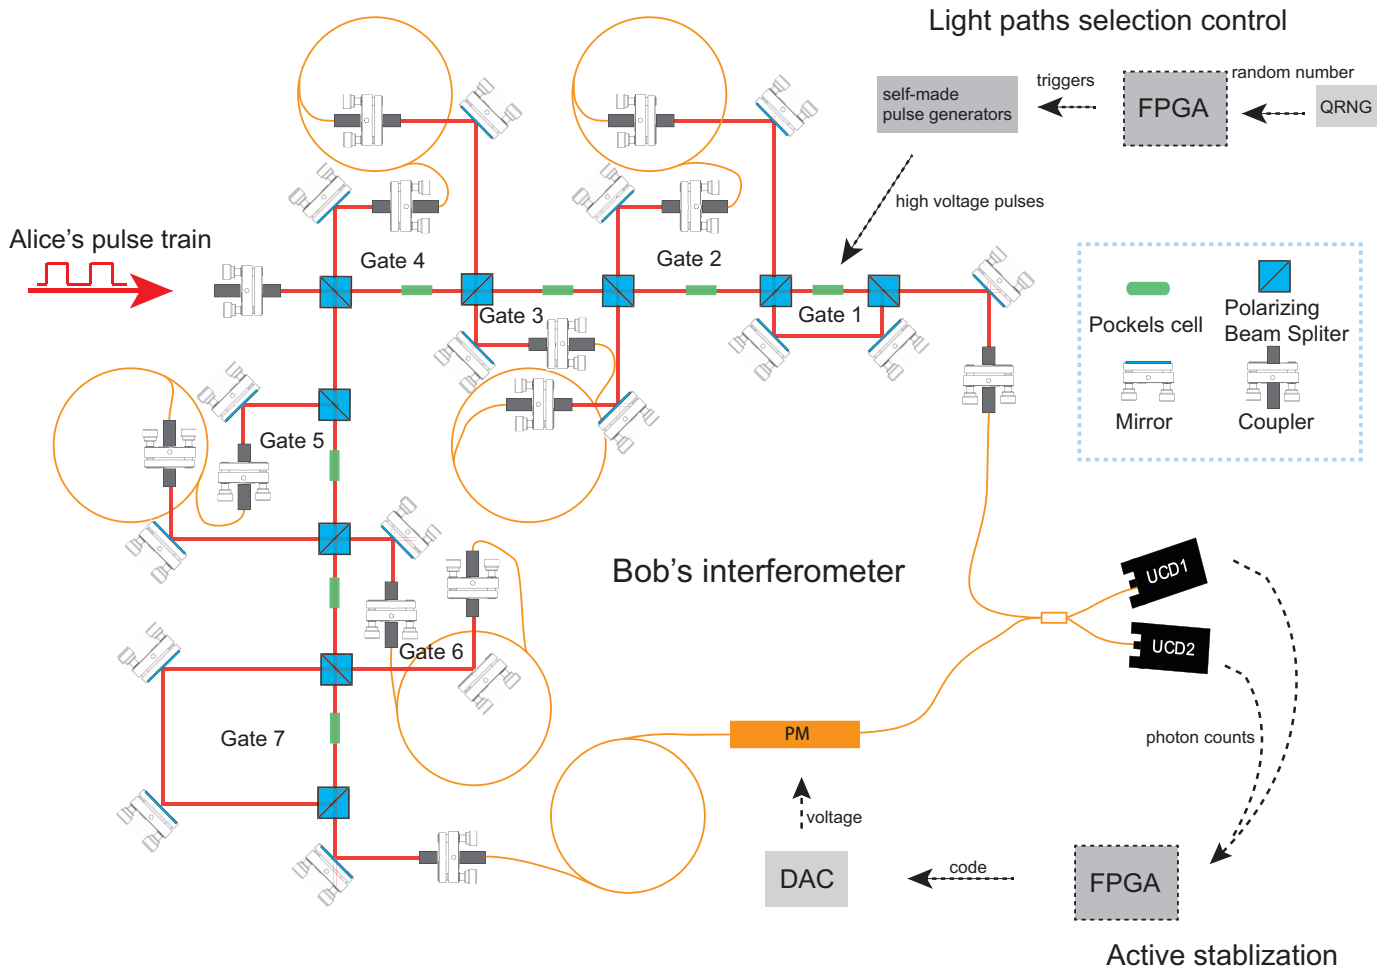 Light paths selection control
triggers
random number
self-made
pulse generators
FPGA
QRNG
high voltage pulses
Alice's pulse train
Gate 4
Gate 2
Gate 3
Gate 1
Pockels cell
Polarizing
Beam Spliter
Mirror
Coupler
Gate 5
Bob's interferometer
UCD1
UCD2
Gate 6
Gate 7
PM
photon counts
voltage
DAC
code
FPGA
Active stablization